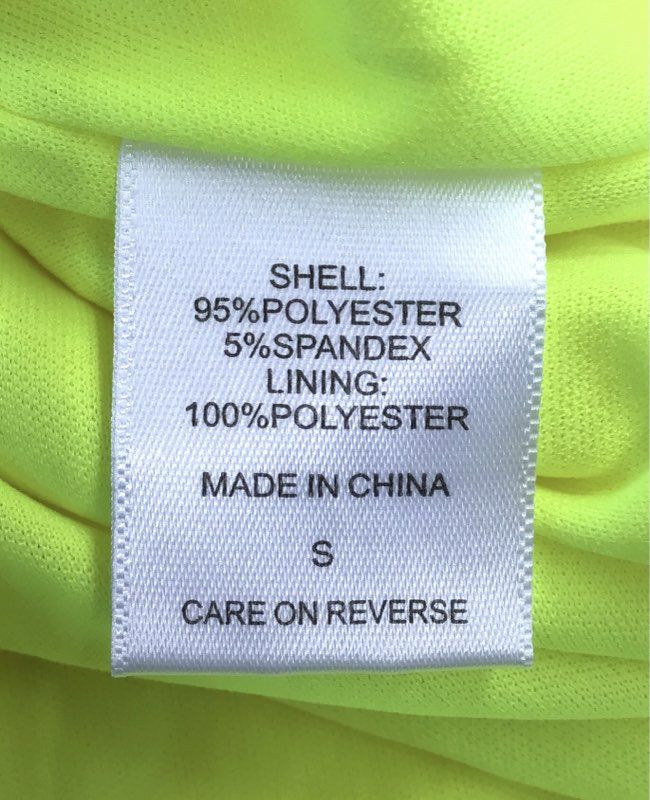 SHELL:
95%POLYESTER
5%SPANDEX
LINING:
100%POLYESTER
MADE IN CHINA
S
CARE ON REVERSE